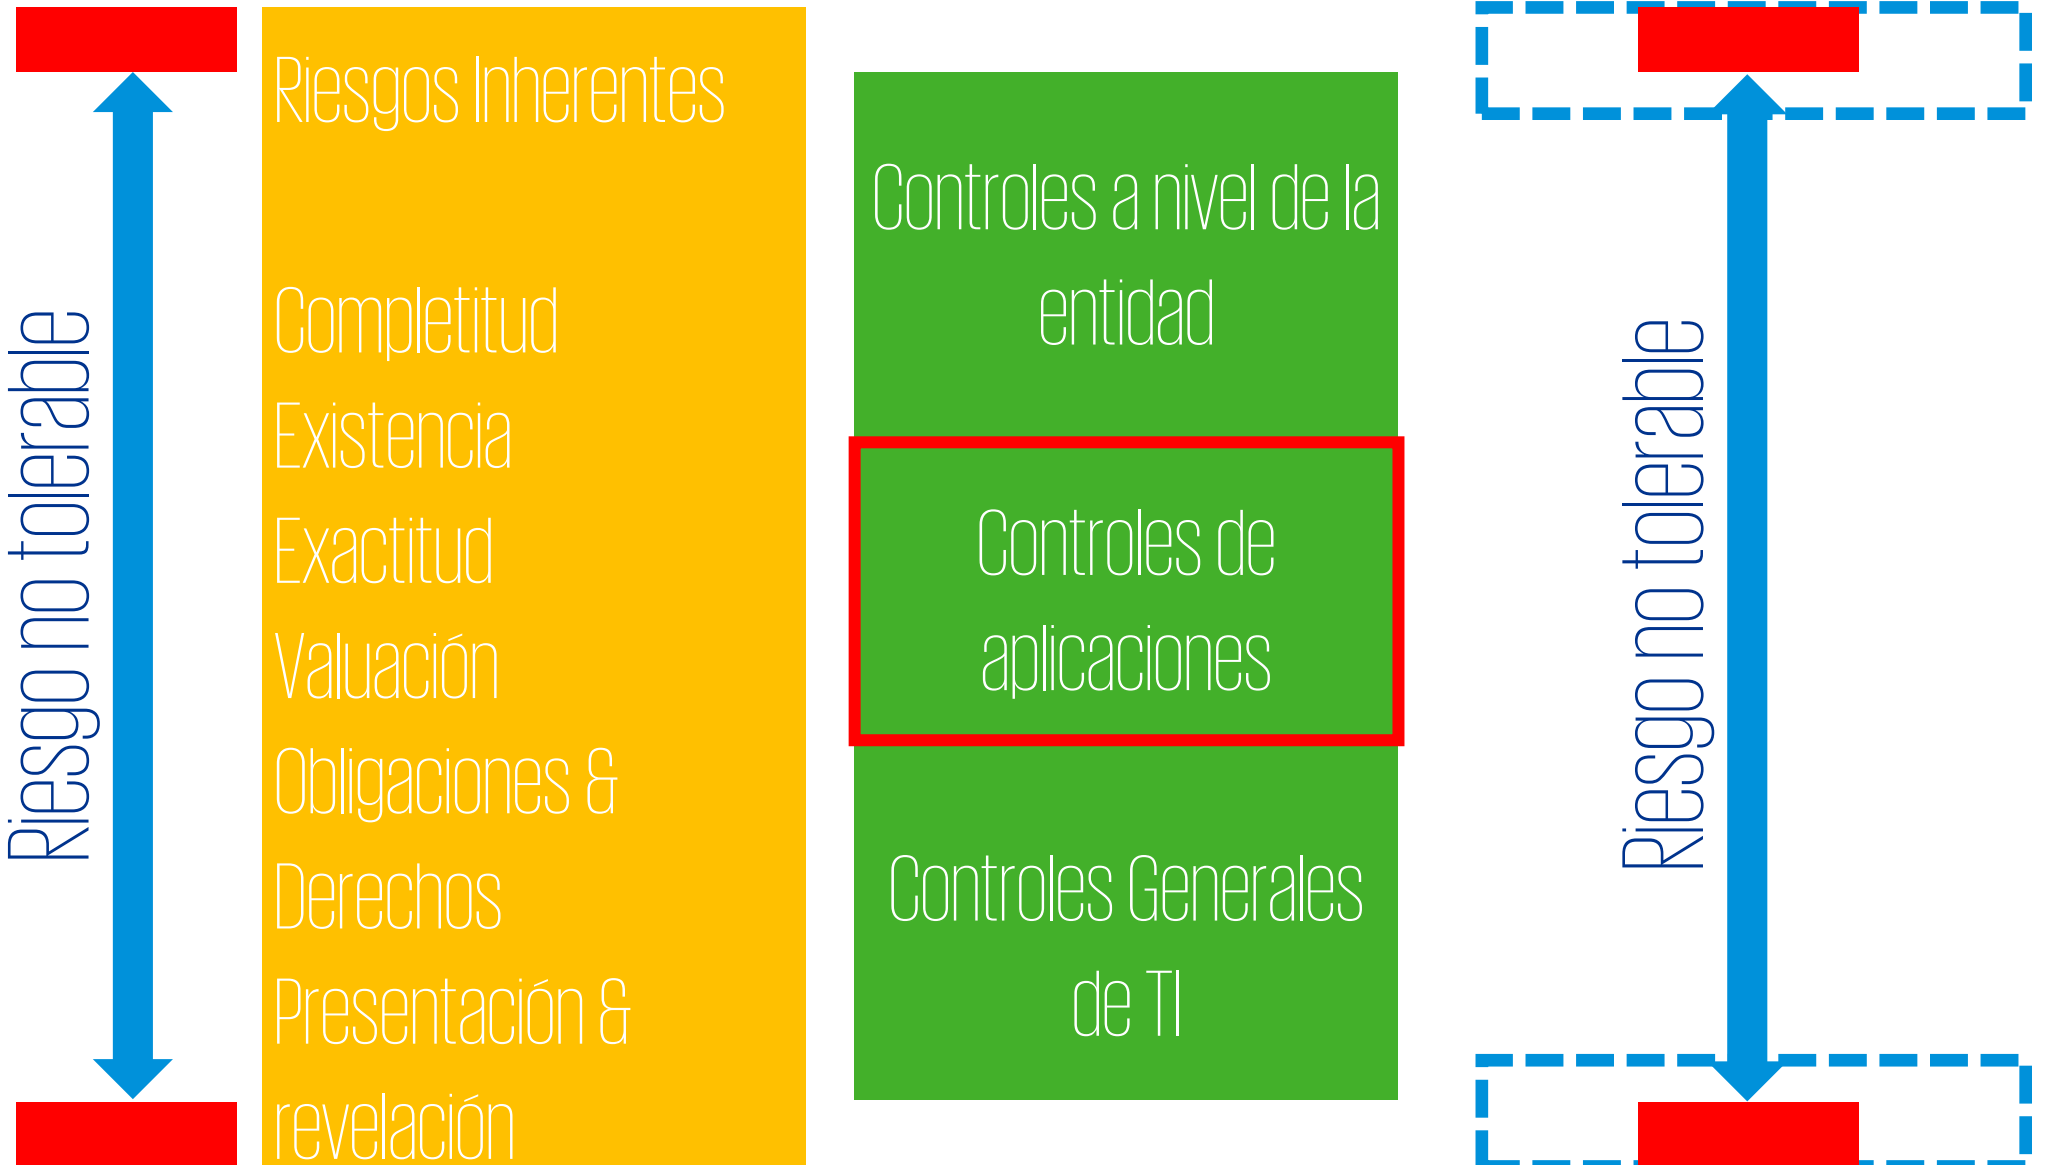 Riesgo no tolerable
Riesgos Inherentes
Completitud
Existencia
Exactitud
Valuación
Obligaciones &
Derechos
Presentación &
revelación
Controles a nivel de la
entidad
Controles de
aplicaciones
Controles Generales
de TI
Riesgo no tolerable